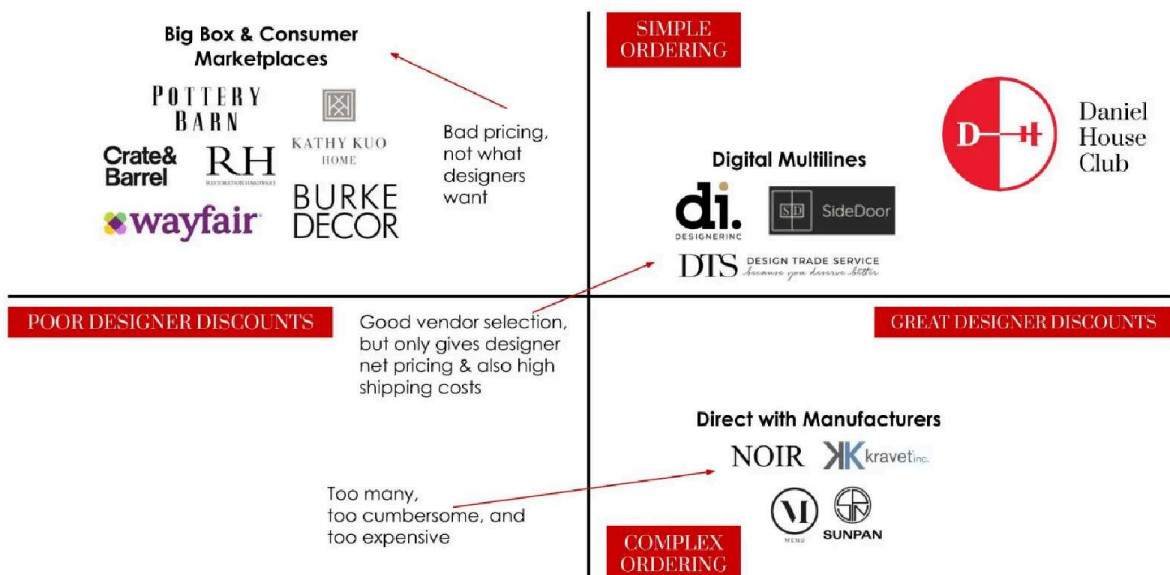 Big Box & Consumer
Marketplaces
POTTERY
BARN
KATHY KUO
HOME
Crate&
Barrel
RH
RESTORATION HARDWARE
wayfair
BURKE
DECOR
Bad pricing,
not what
designers
want
SIMPLE
ORDERING
D H
Daniel
House
Club
Digital Multilines
di.
DESIGNERINC
SD SideDoor
DTS DESIGN TRADE SERVICE
because you deserve better
POOR DESIGNER DISCOUNTS
GREAT DESIGNER DISCOUNTS
Good vendor selection,
but only gives designer
net pricing & also high
shipping costs
Direct with Manufacturers
NOIR
kravet inc.
Too many,
too cumbersome, and
too expensive
M
MENU
SUNPAN
COMPLEX
ORDERING